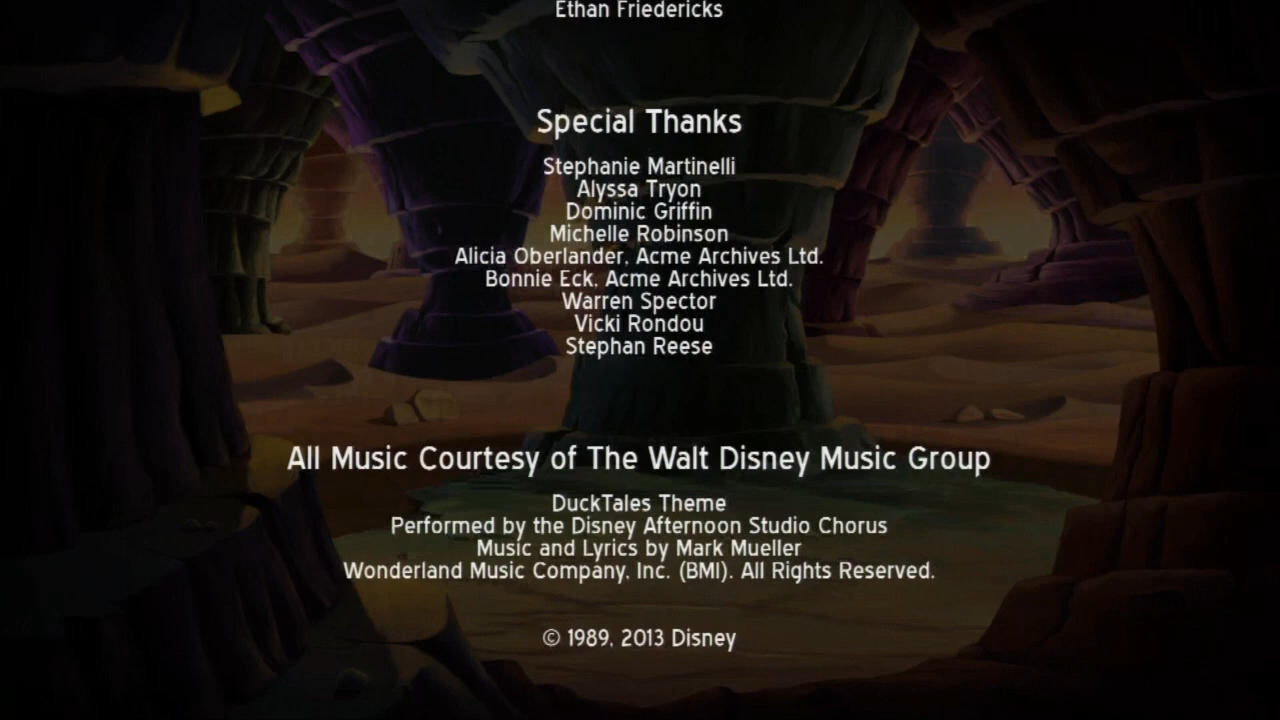 Ethan Friedericks
Special Thanks
Stephanie Martinelli
Alyssa Tryon
Dominic Griffin
Michelle Robinson
Alicia Oberlander, Acme Archives Ltd.
Bonnie Eck, Acme Archives Ltd.
Warren Spector
Vicki Rondou
Stephan Reese
All Music Courtesy of The Walt Disney Music Group
DuckTales Theme
Performed by the Disney Afternoon Studio Chorus
Music and Lyrics by Mark Mueller
Wonderland Music Company, Inc. (BMI). All Rights Reserved.
© 1989, 2013 Disney